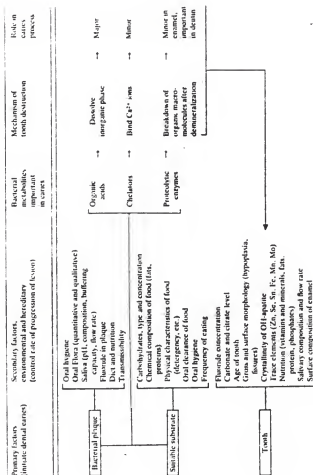 Primary factors
(initiate dental caries)
Secondary factors,
environmental and hereditary
(control rate of progression of lesion)
Bacterial
metabolites
important
in caries
Mechanism of
tooth destruction
Role in
caries
process
Bacterial plaque
Oral hygiene
Oral Flora (quantitative and qualitative)
Saliva (pH, composition, buffering
capacity, flow rate)
Fluoride in plaque
Diet and nutrition
Transmissibility
Suitable substrate
Carbohydrates, type and concentration
Chemical composition of food (fats,
proteins)
Physical characteristics of food
(detergency, etc.)
Oral clearance of food
Oral hygiene
Frequency of eating
Organic
acids
→
Dissolve
inorganic phase
→
Major
Chelators
→
Bind Ca²⁺ ions
→
Minor
Proteolytic
enzymes
→
Breakdown of
organic macro-
molecules after
demineralization
→
Minor in
enamel,
important
in dentin
Tooth
Fluoride concentration
Carbonate and citrate level
Age of tooth
Gross and surface morphology (hypoplasia,
fissures)
Crystallinity of OH-apatite
Trace elements (Zn, Se, Sr, Fe, Mn, Mo)
Nutrition (vitamins and minerals, fats,
protein, phosphates)
Salivary composition and flow rate
Surface composition of enamel